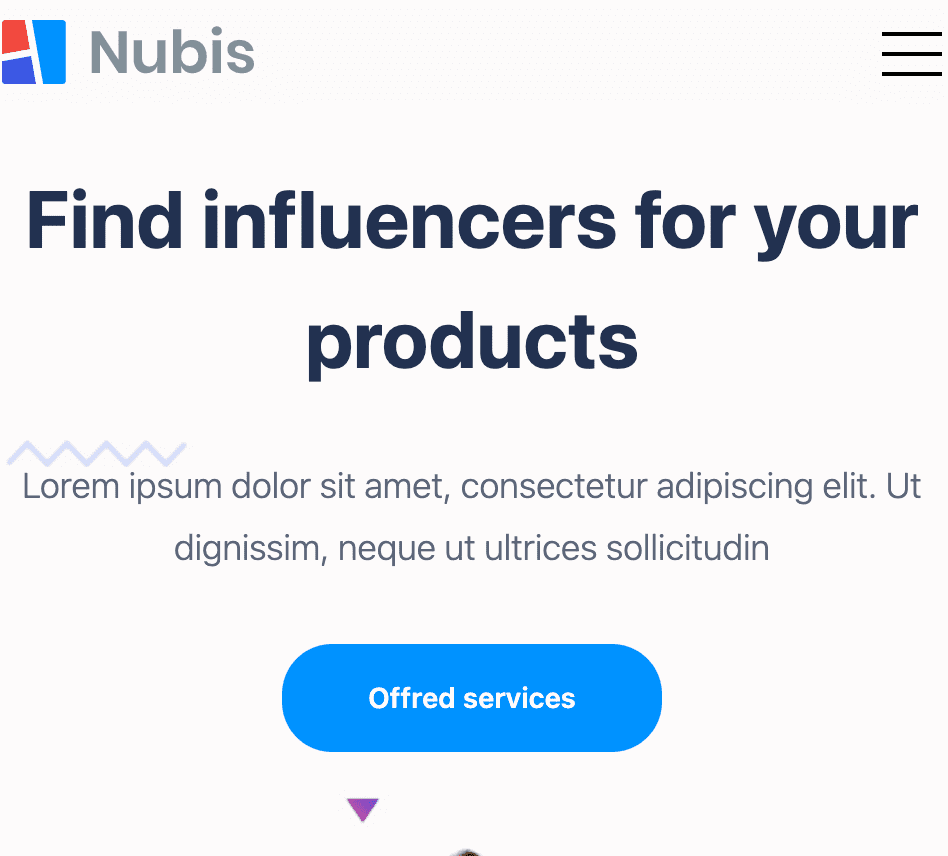 Nubis
Find influencers for your
products
Lorem ipsum dolor sit amet, consectetur adipiscing elit. Ut
dignissim, neque ut ultrices sollicitudin
Offred services